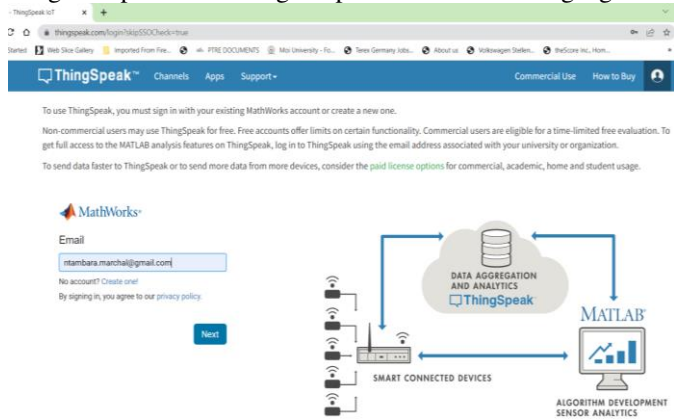 - ThingSpeak IoT
thingspeak.com/login?skipSSOCheck=true
Started Web Slice Gallery Imported From Fire... PTRE DOCUMENTS Moi University - Fo... Terex Germany Jobs... About us Volkswagen Stellen... theScore Inc., Hom...
ThingSpeak™ Channels Apps Support Commercial Use How to Buy
To use ThingSpeak, you must sign in with your existing MathWorks account or create a new one.
Non-commercial users may use ThingSpeak for free. Free accounts offer limits on certain functionality. Commercial users are eligible for a time-limited free evaluation. To
get full access to the MATLAB analysis features on ThingSpeak, log in to ThingSpeak using the email address associated with your university or organization.
To send data faster to ThingSpeak or to send more data from more devices, consider the paid license options for commercial, academic, home and student usage.
MathWorks®
Email
ntambara.marchal@gmail.com
No account? Create one!
By signing in, you agree to our privacy policy.
Next
DATA AGGREGATION
AND ANALYTICS
ThingSpeak
MATLAB
SMART CONNECTED DEVICES
ALGORITHM DEVELOPMENT
SENSOR ANALYTICS